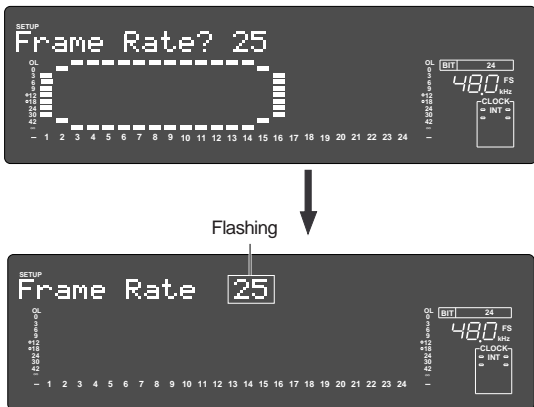 SETUP
Frame Rate? 25
OL
0
3
6
9
12
18
24
30
42
–
1 2 3 4 5 6 7 8 9 10 11 12 13 14 15 16 17 18 19 20 21 22 23 24
OL
0
3
6
9
12
18
24
30
42
–
BIT 24
48.0 FS
kHz
CLOCK
INT
Flashing
SETUP
Frame Rate 25
OL
0
3
6
9
12
18
24
30
42
–
1 2 3 4 5 6 7 8 9 10 11 12 13 14 15 16 17 18 19 20 21 22 23 24
OL
0
3
6
9
12
18
24
30
42
–
BIT 24
48.0 FS
kHz
CLOCK
INT